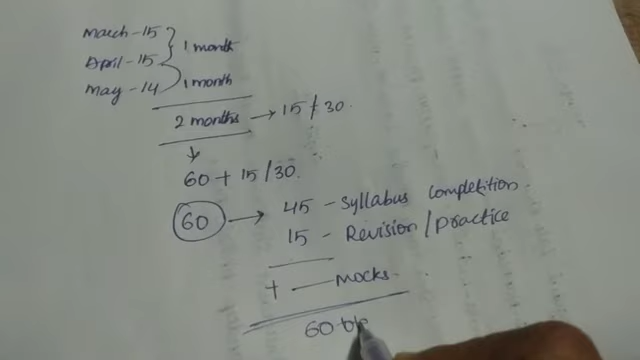 March - 15
1 month
April - 15
1 month
May - 14
2 months → 15/30.
↓
60 + 15/30.
60 → 45 - Syllabus completition.
15 - Revision/practice
+ — Mocks.
60